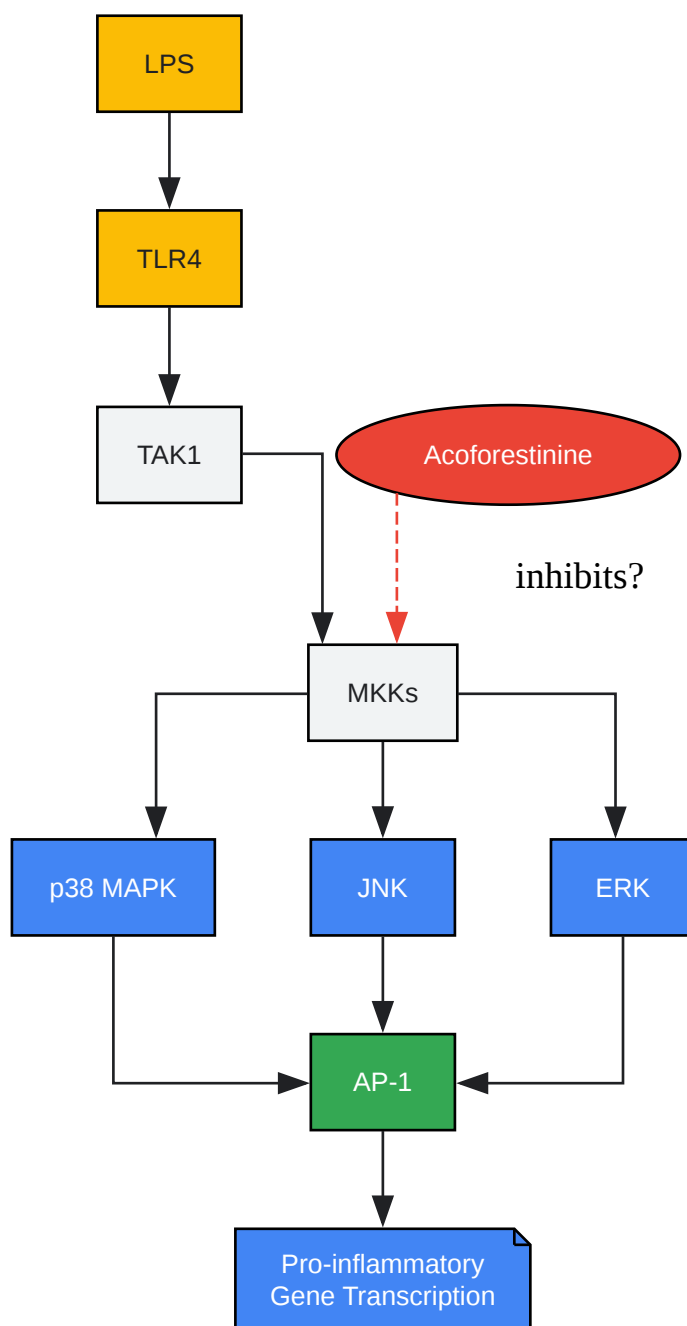 LPS
TLR4
TAK1
Acoforestinine
inhibits?
MKKs
p38 MAPK
JNK
ERK
AP-1
Pro-inflammatory
Gene Transcription